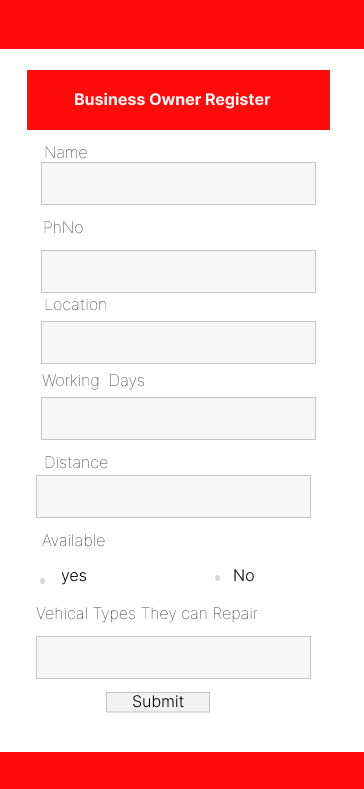 Business Owner Register
Name
PhNo
Location
Working  Days
Distance
Available
yes
No
Vehical Types They can Repair
Submit